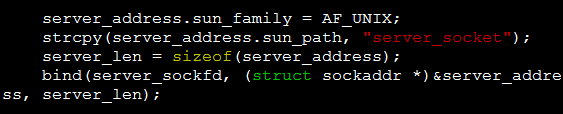 server_address.sun_family = AF_UNIX;
strcpy(server_address.sun_path, "server_socket");
server_len = sizeof(server_address);
bind(server_sockfd, (struct sockaddr *)&server_addre
ss, server_len);